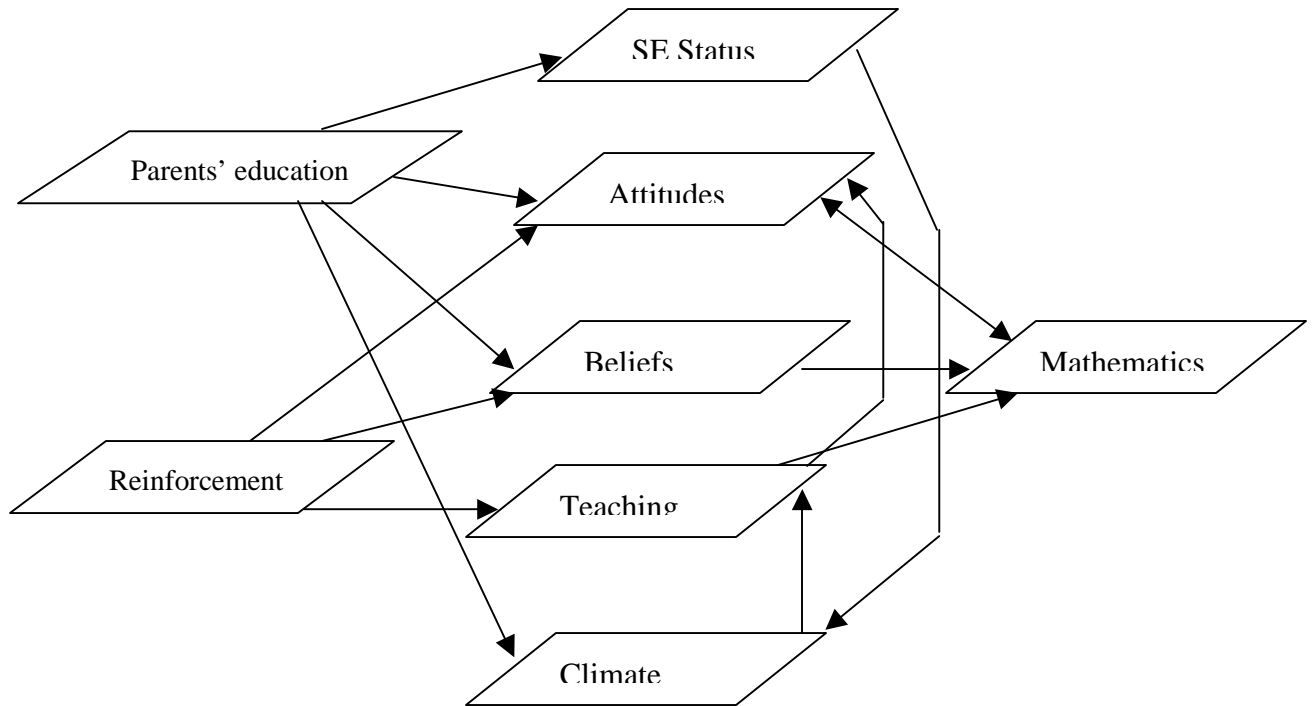 SE Status
Parents’ education
Attitudes
Beliefs
Mathematics
Reinforcement
Teaching
Climate